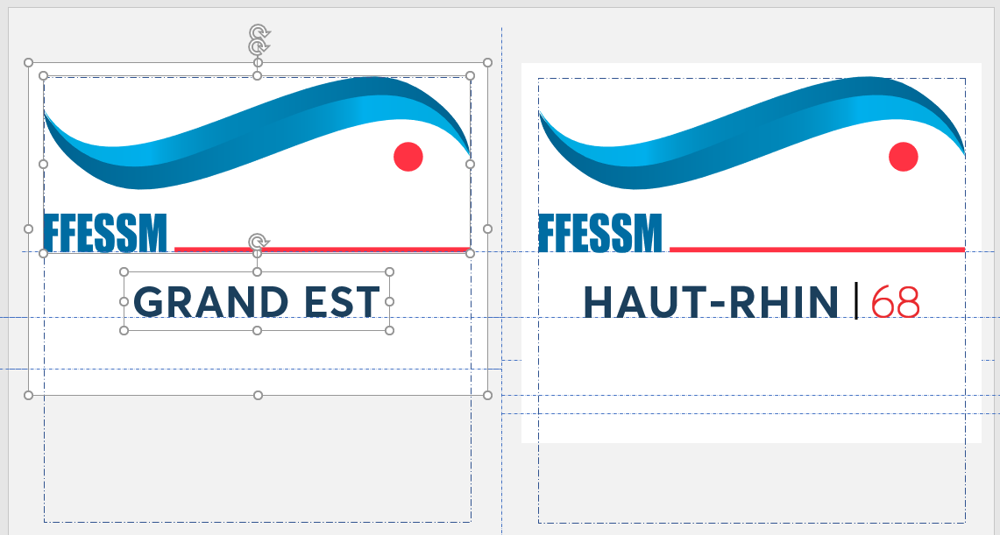 FFESSM
GRAND EST
FFESSM
HAUT-RHIN | 68